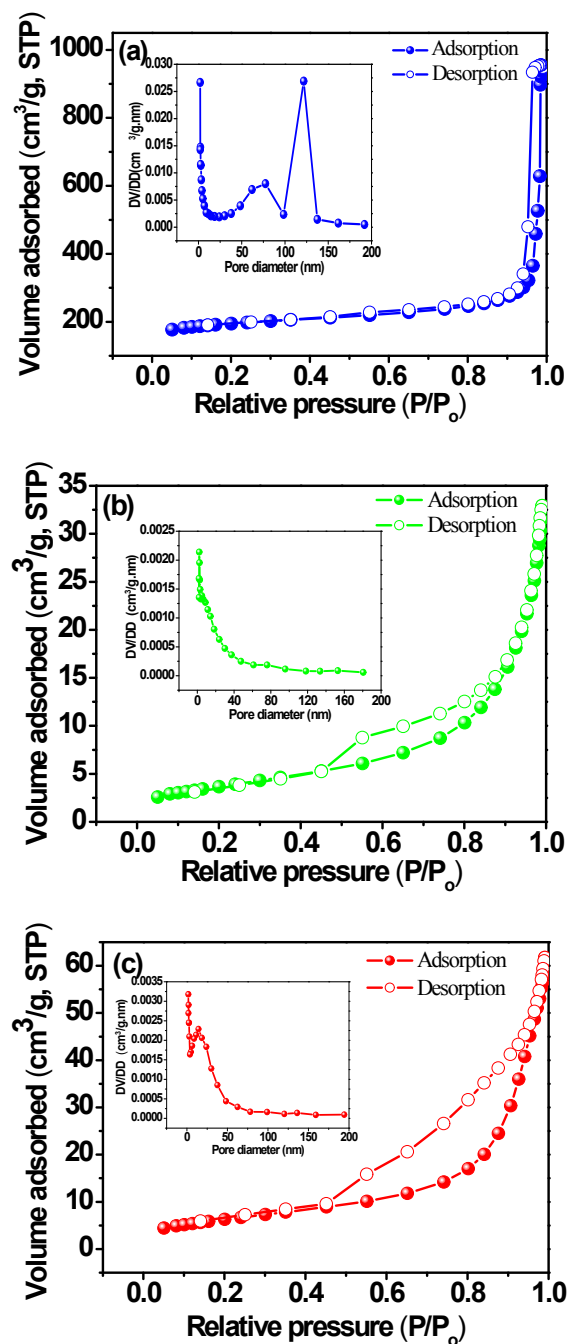 (a)
Adsorption
Desorption
Volume adsorbed (cm³/g, STP)
1000
800
600
400
200
0.0 0.2 0.4 0.6 0.8 1.0
Relative pressure (P/Pₒ)
DV/DD(cm³/g.nm)
0.030
0.025
0.020
0.015
0.010
0.005
0.000
0 40 80 120 160 200
Pore diameter (nm)
(b)
Adsorption
Desorption
Volume adsorbed (cm³/g, STP)
35
30
25
20
15
10
5
0
0.0 0.2 0.4 0.6 0.8 1.0
Relative pressure (P/Pₒ)
DV/DD (cm³/g.nm)
0.0025
0.0020
0.0015
0.0010
0.0005
0.0000
0 40 80 120 160 200
Pore diameter (nm)
(c)
Adsorption
Desorption
Volume adsorbed (cm³/g, STP)
60
50
40
30
20
10
0
0.0 0.2 0.4 0.6 0.8 1.0
Relative pressure (P/Pₒ)
DV/DD (cm³/g.nm)
0.0035
0.0030
0.0025
0.0020
0.0015
0.0010
0.0005
0.0000
0 50 100 150 200
Pore diameter (nm)